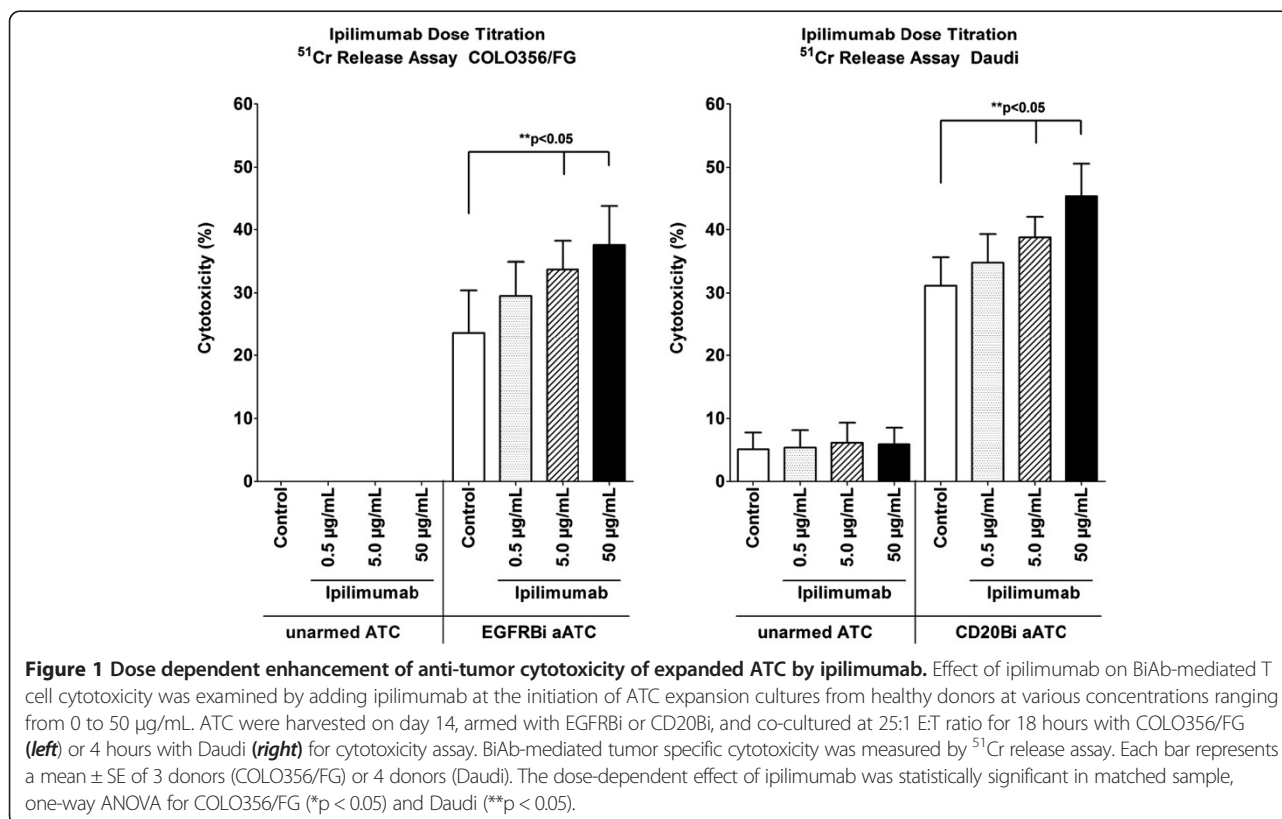 Ipilimumab Dose Titration
⁵¹Cr Release Assay COLO356/FG
60
50
40
30
20
10
0
Cytotoxicity (%)
**p<0.05
Control
0.5 µg/mL
5.0 µg/mL
50 µg/mL
Control
0.5 µg/mL
5.0 µg/mL
50 µg/mL
Ipilimumab
Ipilimumab
unarmed ATC
EGFRBi aATC
Ipilimumab Dose Titration
⁵¹Cr Release Assay Daudi
60
50
40
30
20
10
0
Cytotoxicity (%)
**p<0.05
Control
0.5 µg/mL
5.0 µg/mL
50 µg/mL
Control
0.5 µg/mL
5.0 µg/mL
50 µg/mL
Ipilimumab
Ipilimumab
unarmed ATC
CD20Bi aATC
Figure 1 Dose dependent enhancement of anti-tumor cytotoxicity of expanded ATC by ipilimumab. Effect of ipilimumab on BiAb-mediated T
cell cytotoxicity was examined by adding ipilimumab at the initiation of ATC expansion cultures from healthy donors at various concentrations ranging
from 0 to 50 µg/mL. ATC were harvested on day 14, armed with EGFRBi or CD20Bi, and co-cultured at 25:1 E:T ratio for 18 hours with COLO356/FG
(left) or 4 hours with Daudi (right) for cytotoxicity assay. BiAb-mediated tumor specific cytotoxicity was measured by ⁵¹Cr release assay. Each bar represents
a mean ± SE of 3 donors (COLO356/FG) or 4 donors (Daudi). The dose-dependent effect of ipilimumab was statistically significant in matched sample,
one-way ANOVA for COLO356/FG (*p < 0.05) and Daudi (**p < 0.05).